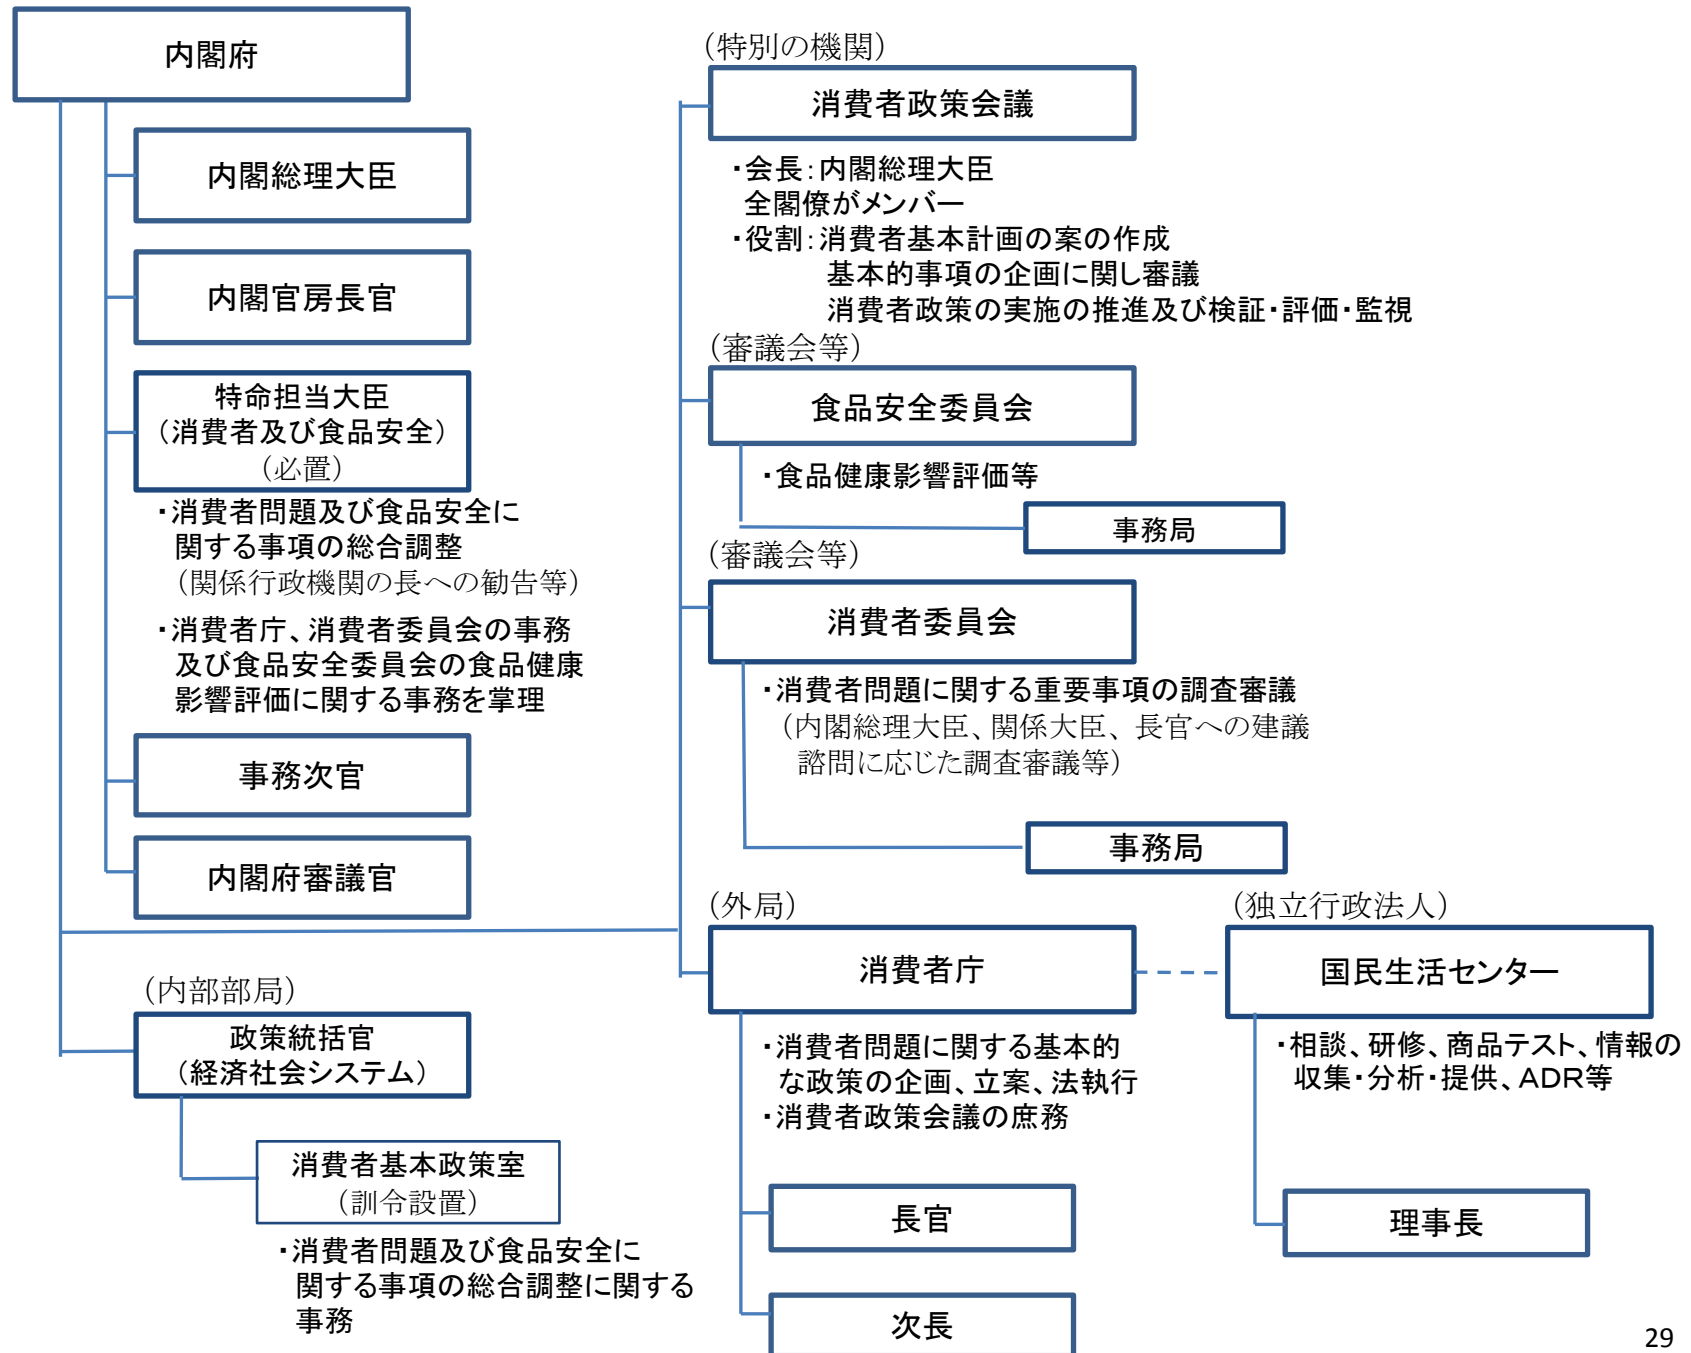 内閣府
内閣総理大臣
内閣官房長官
特命担当大臣
（消費者及び食品安全）
（必置）
・消費者問題及び食品安全に
関する事項の総合調整
（関係行政機関の長への勧告等）
・消費者庁、消費者委員会の事務
及び食品安全委員会の食品健康
影響評価に関する事務を掌理
事務次官
内閣府審議官
（内部部局）
政策統括官
（経済社会システム）
消費者基本政策室
（訓令設置）
・消費者問題及び食品安全に
関する事項の総合調整に関する
事務
（特別の機関）
消費者政策会議
・会長：内閣総理大臣
全閣僚がメンバー
・役割：消費者基本計画の案の作成
基本的事項の企画に関し審議
消費者政策の実施の推進及び検証・評価・監視
（審議会等）
食品安全委員会
・食品健康影響評価等
事務局
（審議会等）
消費者委員会
・消費者問題に関する重要事項の調査審議
（内閣総理大臣、関係大臣、長官への建議
諮問に応じた調査審議等）
事務局
（外局）
消費者庁
・消費者問題に関する基本的
な政策の企画、立案、法執行
・消費者政策会議の庶務
長官
次長
（独立行政法人）
国民生活センター
・相談、研修、商品テスト、情報の
収集・分析・提供、ＡＤＲ等
理事長
29